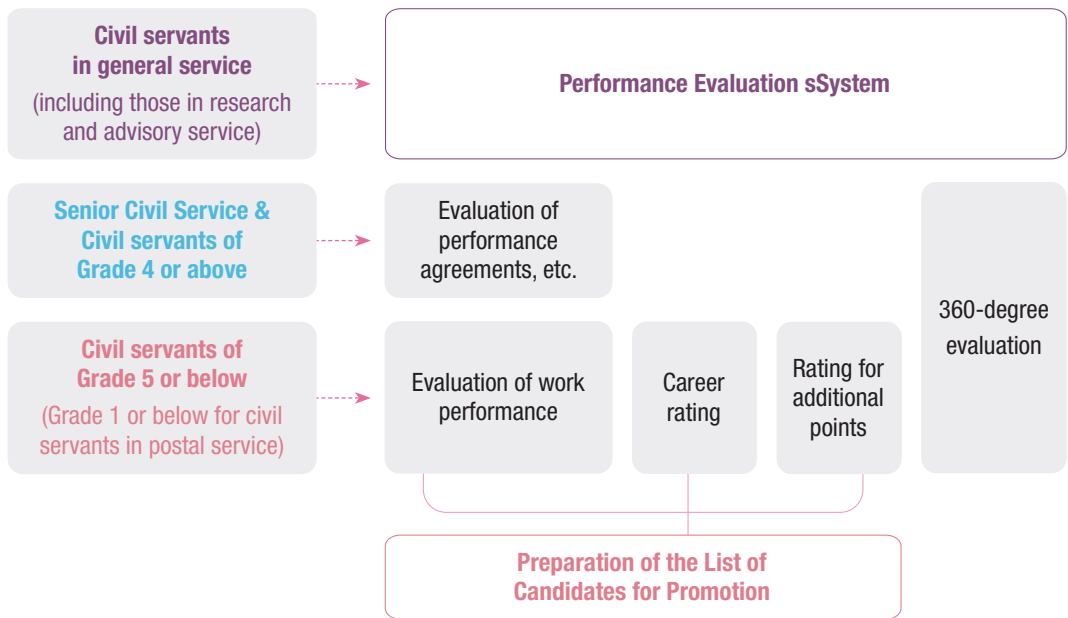 Civil servants
in general service
(including those in research
and advisory service)
Performance Evaluation sSystem
Senior Civil Service &
Civil servants of
Grade 4 or above
Evaluation of
performance
agreements, etc.
360-degree
evaluation
Civil servants of
Grade 5 or below
(Grade 1 or below for civil
servants in postal service)
Evaluation of work
performance
Career
rating
Rating for
additional
points
Preparation of the List of
Candidates for Promotion